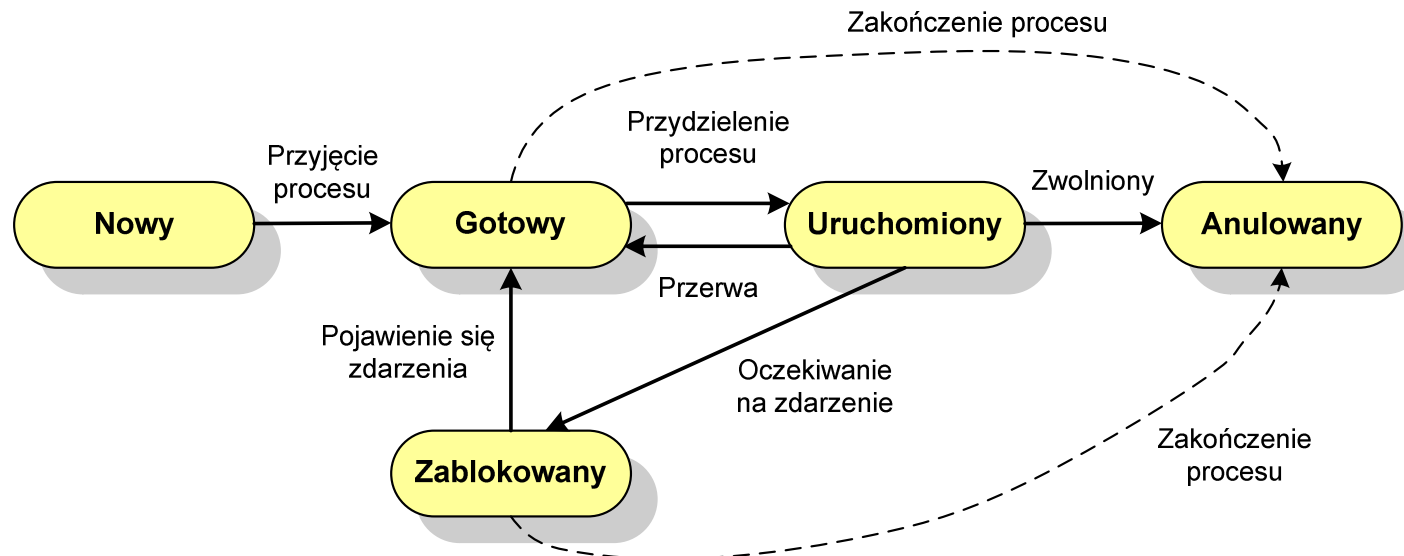 Zakończenie procesu
Przydzielenie
procesu
Przyjęcie
procesu
Zwolniony
Nowy
Gotowy
Uruchomiony
Anulowany
Przerwa
Pojawienie się
zdarzenia
Oczekiwanie
na zdarzenie
Zakończenie
procesu
Zablokowany